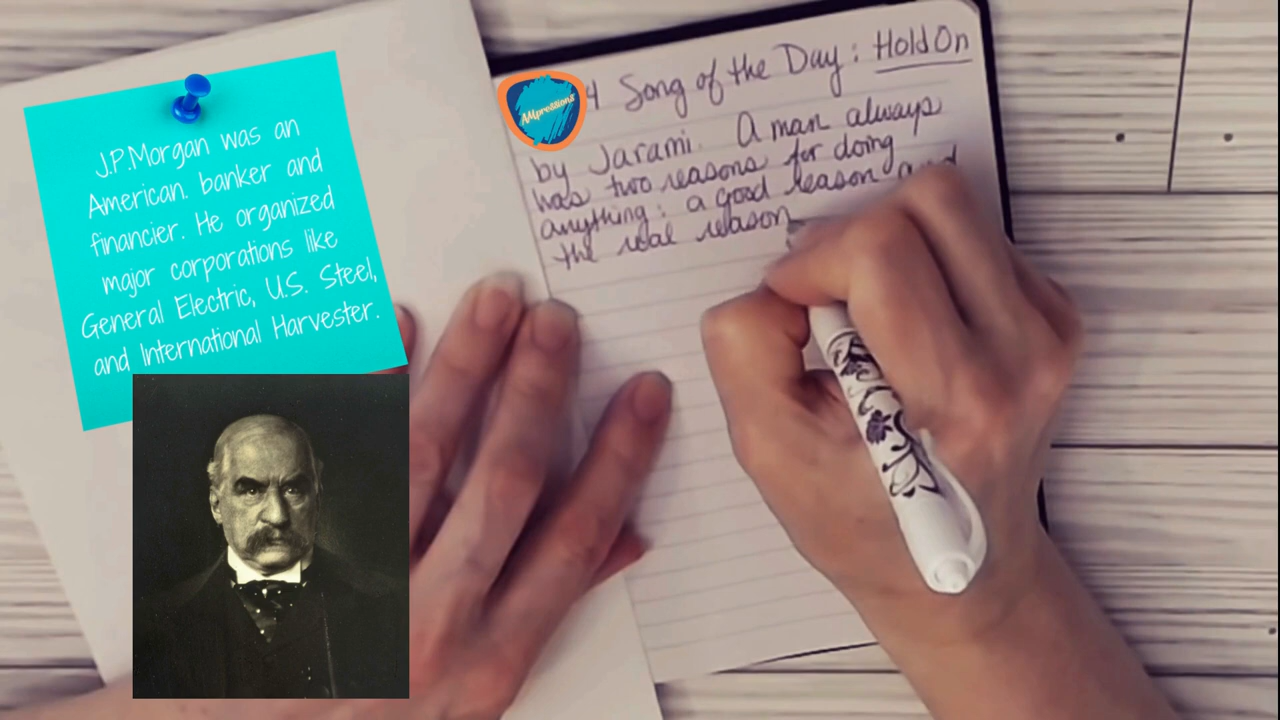 J.P.Morgan was an
American. banker and
financier. He organized
major corporations like
General Electric, U.S. Steel,
and International Harvester.
AMpressions
4 Song of the Day: Hold On
by Jarami. A man always
has two reasons for doing
anything: a good reason and
the real reason